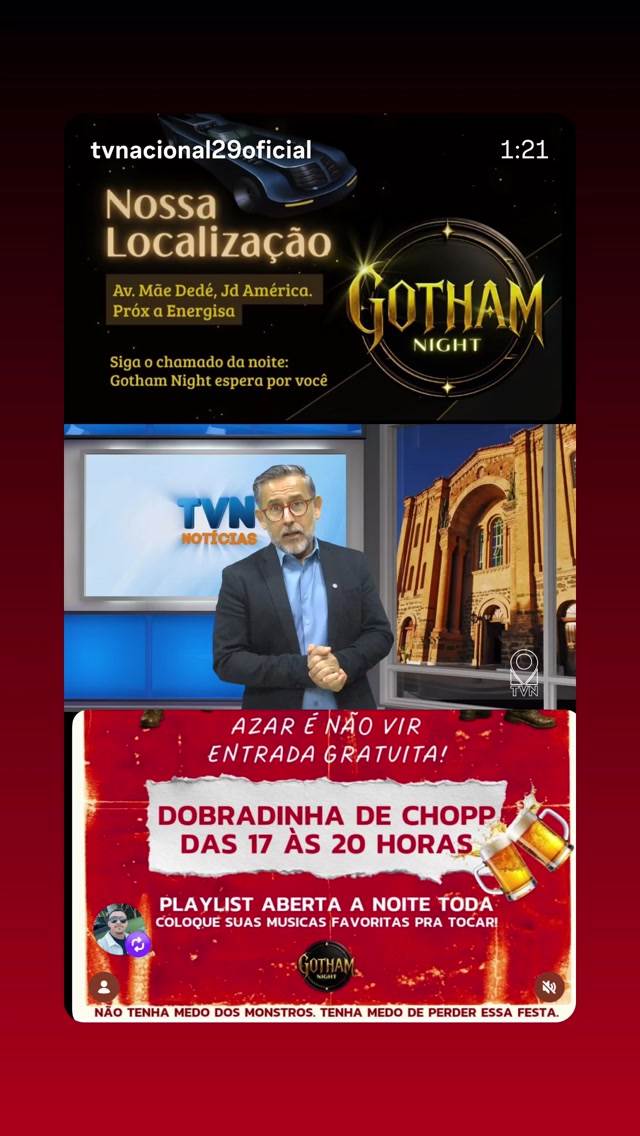 tvnacional29oficial
1:21
Nossa
Localização
Av. Mãe Dedé, Jd América.
Próx a Energisa
Siga o chamado da noite:
Gotham Night espera por você
GOTHAM
NIGHT
TVN
NOTÍCIAS
TVN
AZAR É NÃO VIR
ENTRADA GRATUITA!
DOBRADINHA DE CHOPP
DAS 17 ÀS 20 HORAS
PLAYLIST ABERTA A NOITE TODA
COLOQUE SUAS MUSICAS FAVORITAS PRA TOCAR!
GOTHAM
NIGHT
NÃO TENHA MEDO DOS MONSTROS. TENHA MEDO DE PERDER ESSA FESTA.